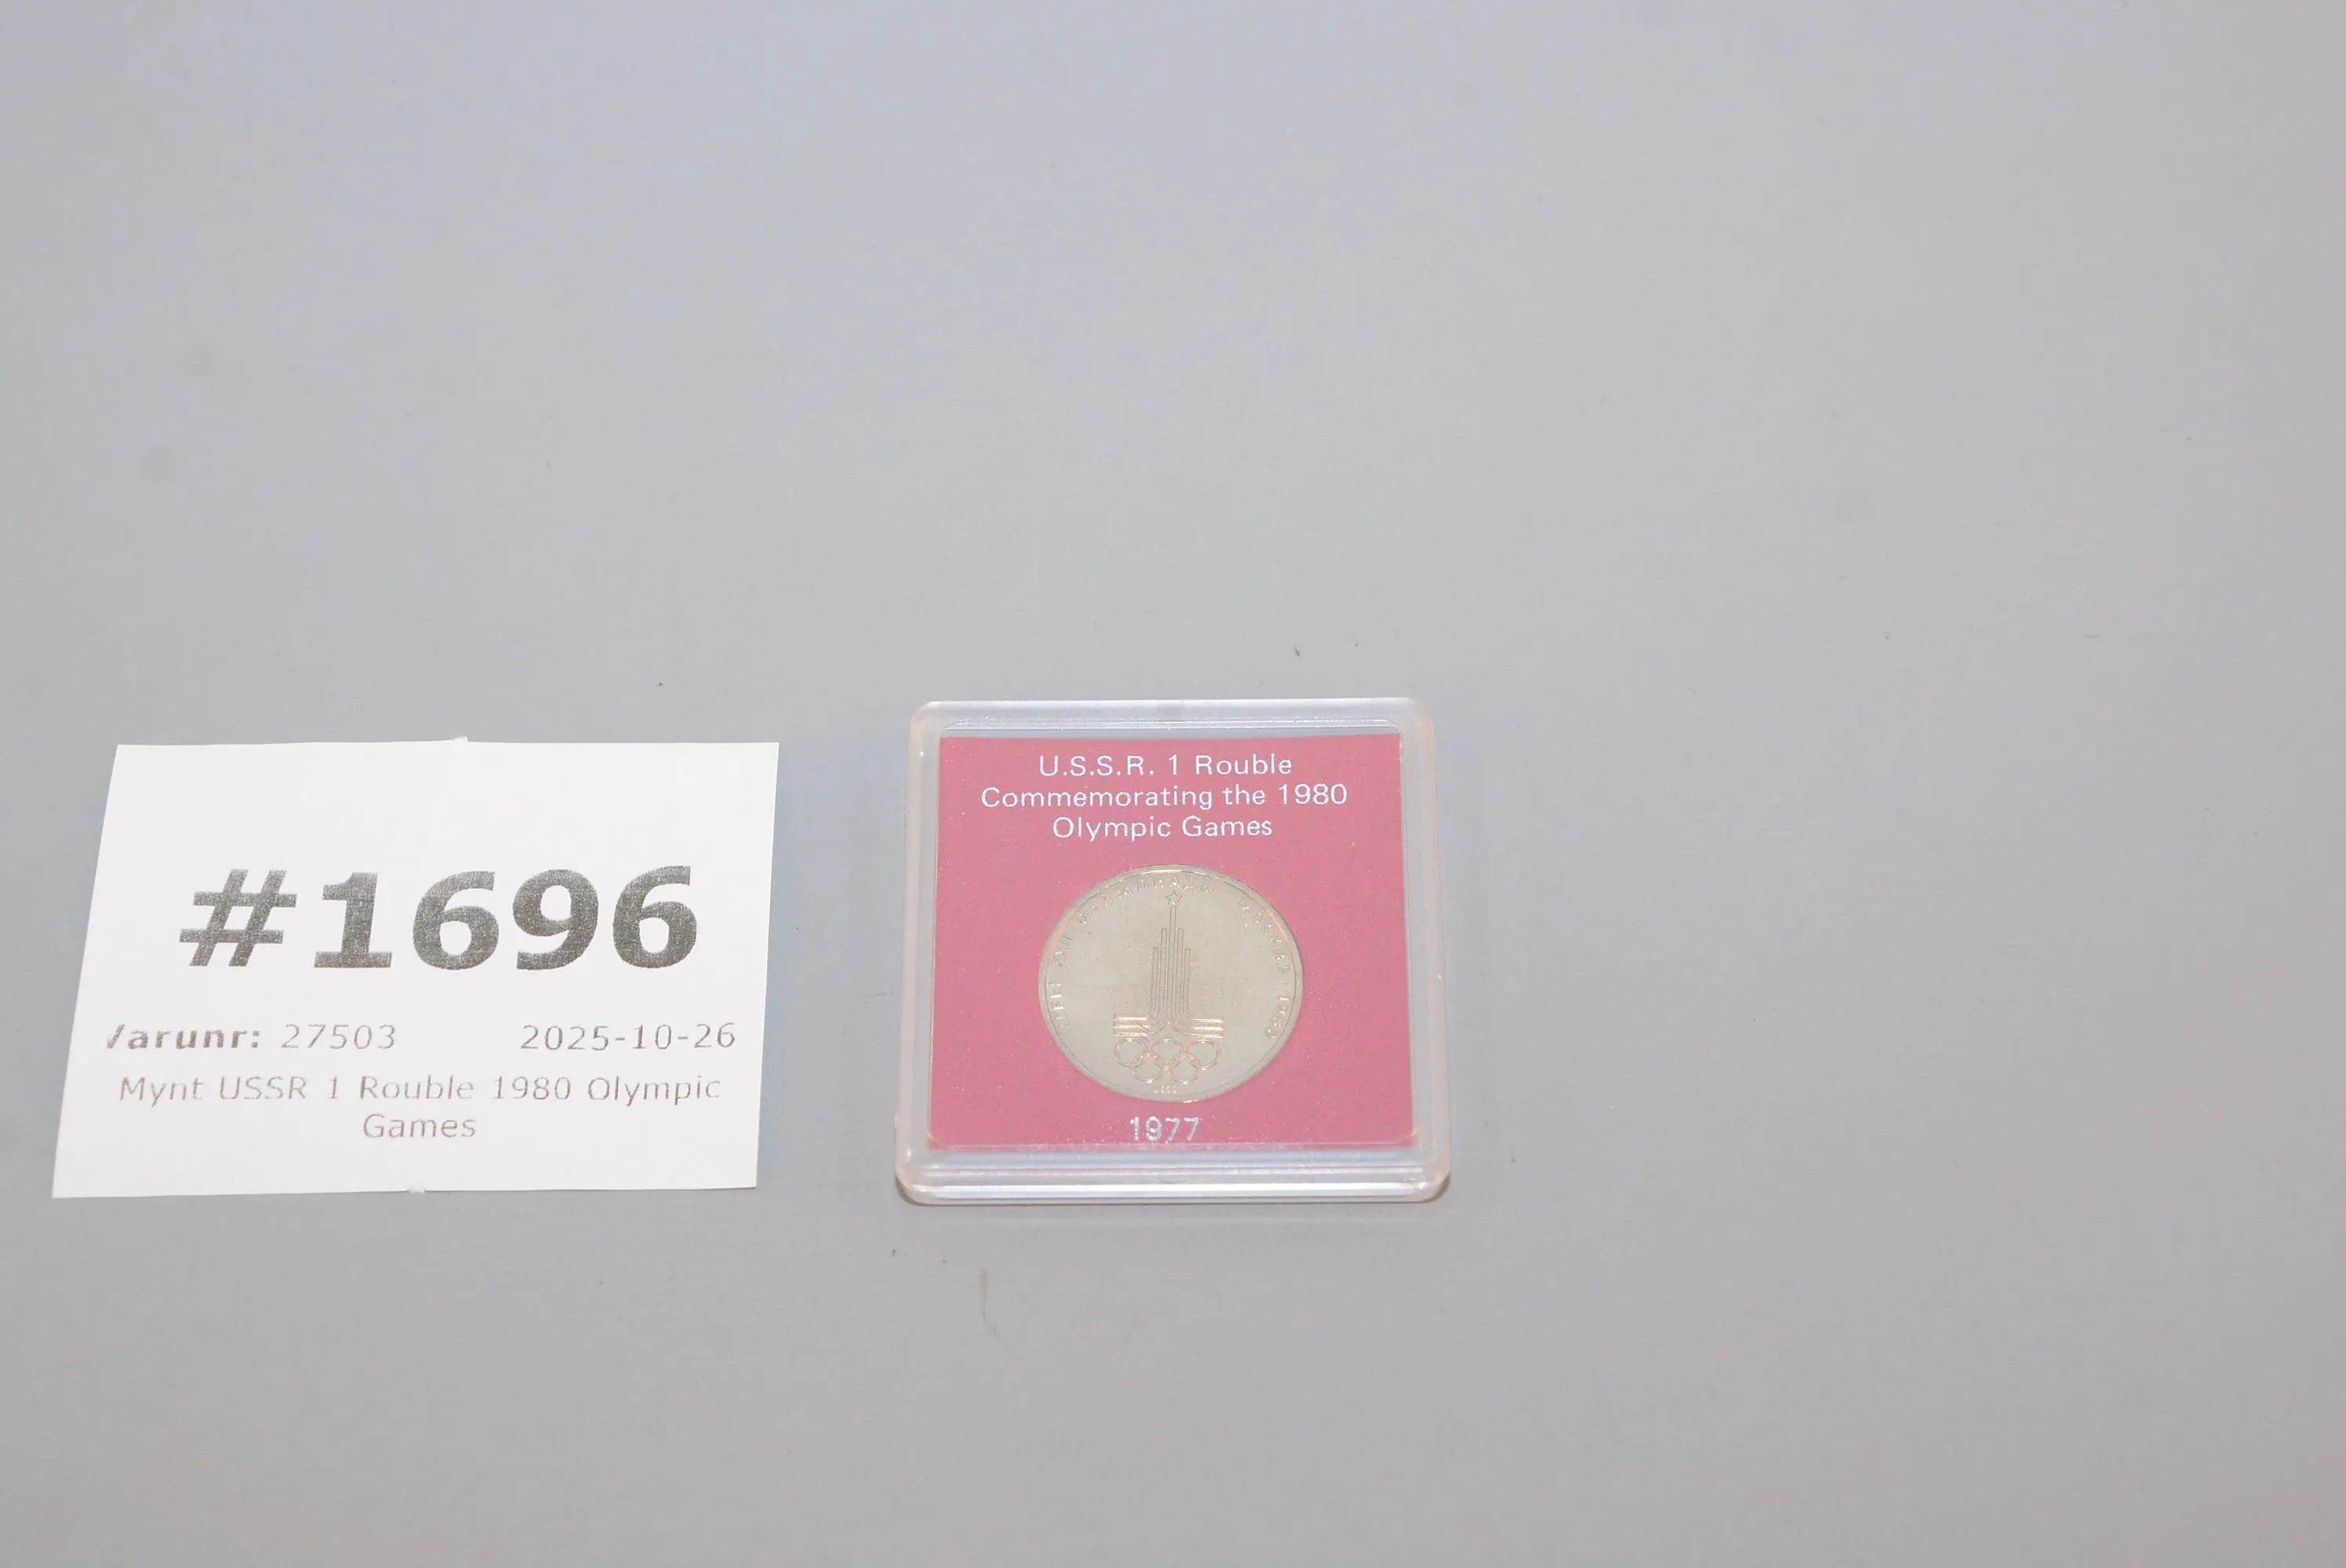 #1696
Varunr: 27503 2025-10-26
Mynt USSR 1 Rouble 1980 Olympic
Games
U.S.S.R. 1 Rouble
Commemorating the 1980
Olympic Games
1977